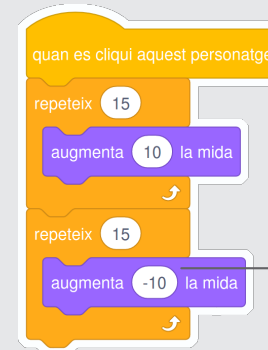 quan es cliqui aquest personatge
repeteix 15
augmenta 10 la mida
repeteix 15
augmenta -10 la mida